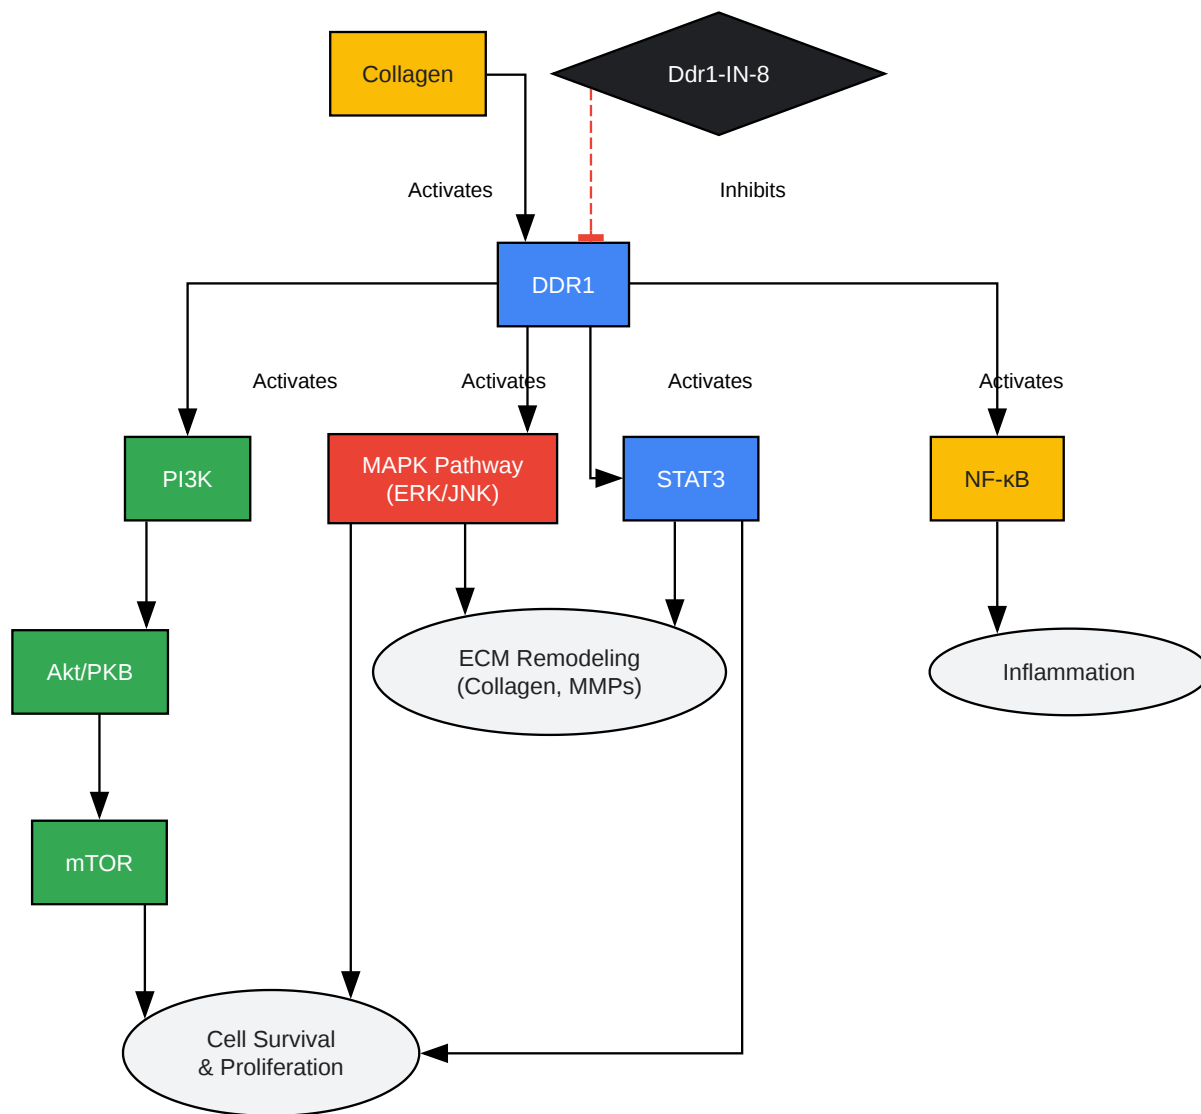 Collagen
Ddr1-IN-8
Activates
Inhibits
DDR1
Activates
Activates
Activates
Activates
PI3K
MAPK Pathway
(ERK/JNK)
STAT3
NF-κB
Akt/PKB
ECM Remodeling
(Collagen, MMPs)
Inflammation
mTOR
Cell Survival
& Proliferation